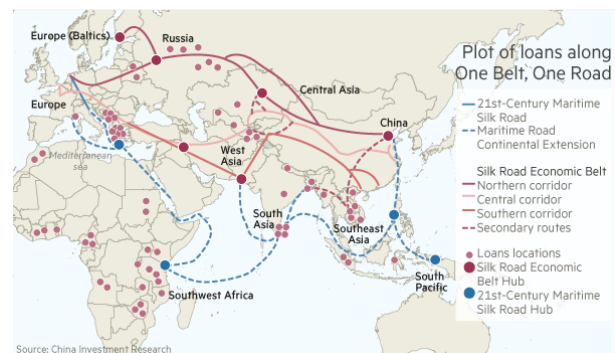 Plot of loans along
One Belt, One Road
21st-Century Maritime
Silk Road
Maritime Road
Continental Extension
Silk Road Economic Belt
Northern corridor
Central corridor
Southern corridor
Secondary routes
Loans locations
Silk Road Economic
Belt Hub
21st-Century Maritime
Silk Road Hub
Europe (Baltics)
Russia
Central Asia
China
Europe
Mediterranean
sea
West
Asia
South
Asia
Southeast
Asia
South
Pacific
Southwest Africa
Source: China Investment Research